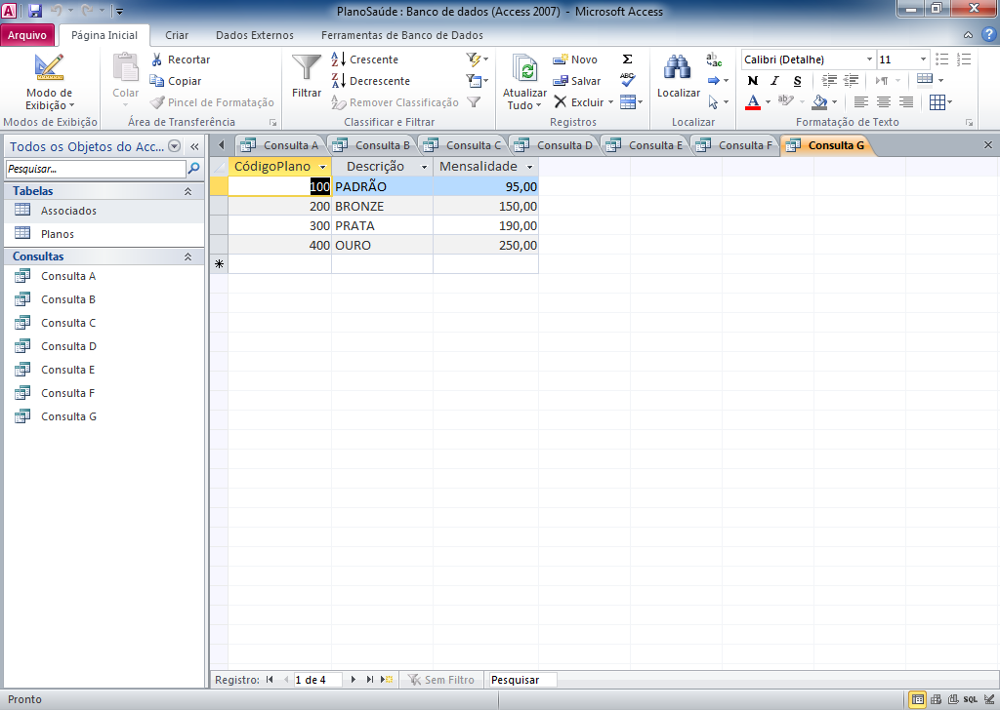 PlanoSaúde : Banco de dados (Access 2007) - Microsoft Access
Arquivo Página Inicial Criar Dados Externos Ferramentas de Banco de Dados
Modo de Exibição
Modos de Exibição
Colar
Recortar
Copiar
Pincel de Formatação
Área de Transferência
Filtrar
Crescente
Decrescente
Remover Classificação
Classificar e Filtrar
Atualizar Tudo
Novo
Salvar
Excluir
Registros
Localizar
Localizar
Calibri (Detalhe) 11
N I S
Formatação de Texto
Todos os Objetos do Acc...
Pesquisar...
Tabelas
Associados
Planos
Consultas
Consulta A
Consulta B
Consulta C
Consulta D
Consulta E
Consulta F
Consulta G
Consulta A Consulta B Consulta C Consulta D Consulta E Consulta F Consulta G
CódigoPlano Descrição Mensalidade
100 PADRÃO 95,00
200 BRONZE 150,00
300 PRATA 190,00
400 OURO 250,00
Registro: 1 de 4 Sem Filtro Pesquisar
Pronto SQL